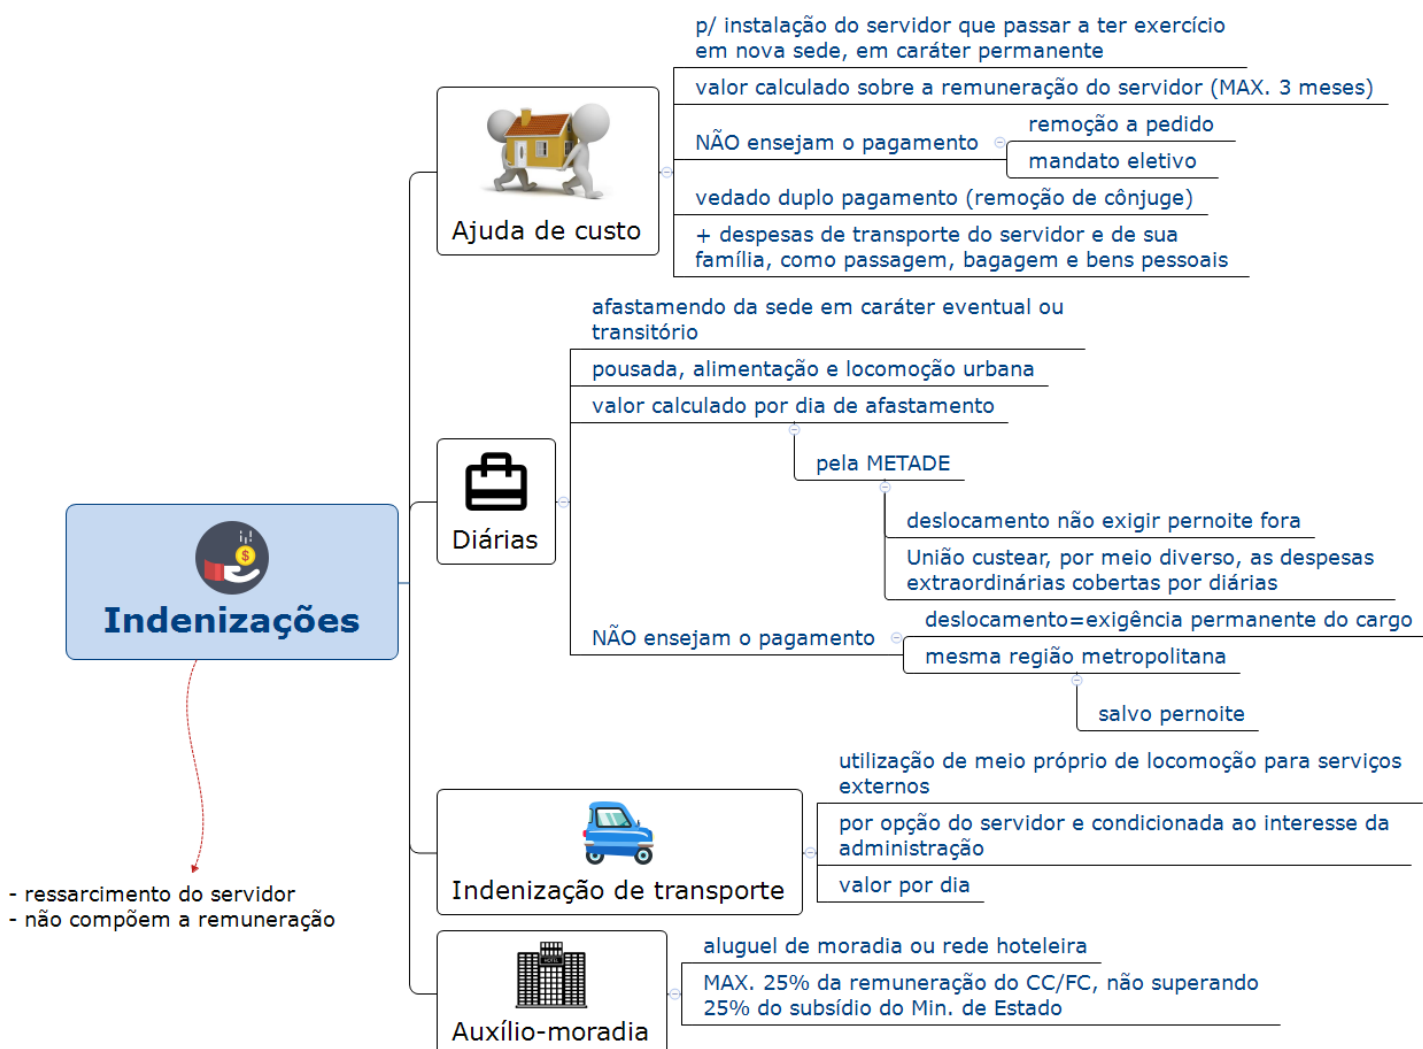 p/ instalação do servidor que passar a ter exercício
em nova sede, em caráter permanente
valor calculado sobre a remuneração do servidor (MAX. 3 meses)
NÃO ensejam o pagamento
remoção a pedido
mandato eletivo
vedado duplo pagamento (remoção de cônjuge)
+ despesas de transporte do servidor e de sua
família, como passagem, bagagem e bens pessoais
Ajuda de custo
afastamendo da sede em caráter eventual ou
transitório
pousada, alimentação e locomoção urbana
valor calculado por dia de afastamento
pela METADE
deslocamento não exigir pernoite fora
União custear, por meio diverso, as despesas
extraordinárias cobertas por diárias
NÃO ensejam o pagamento
deslocamento=exigência permanente do cargo
mesma região metropolitana
salvo pernoite
Diárias
$
Indenizações
- ressarcimento do servidor
- não compõem a remuneração
utilização de meio próprio de locomoção para serviços
externos
por opção do servidor e condicionada ao interesse da
administração
valor por dia
Indenização de transporte
aluguel de moradia ou rede hoteleira
MAX. 25% da remuneração do CC/FC, não superando
25% do subsídio do Min. de Estado
HOTEL
Auxílio-moradia